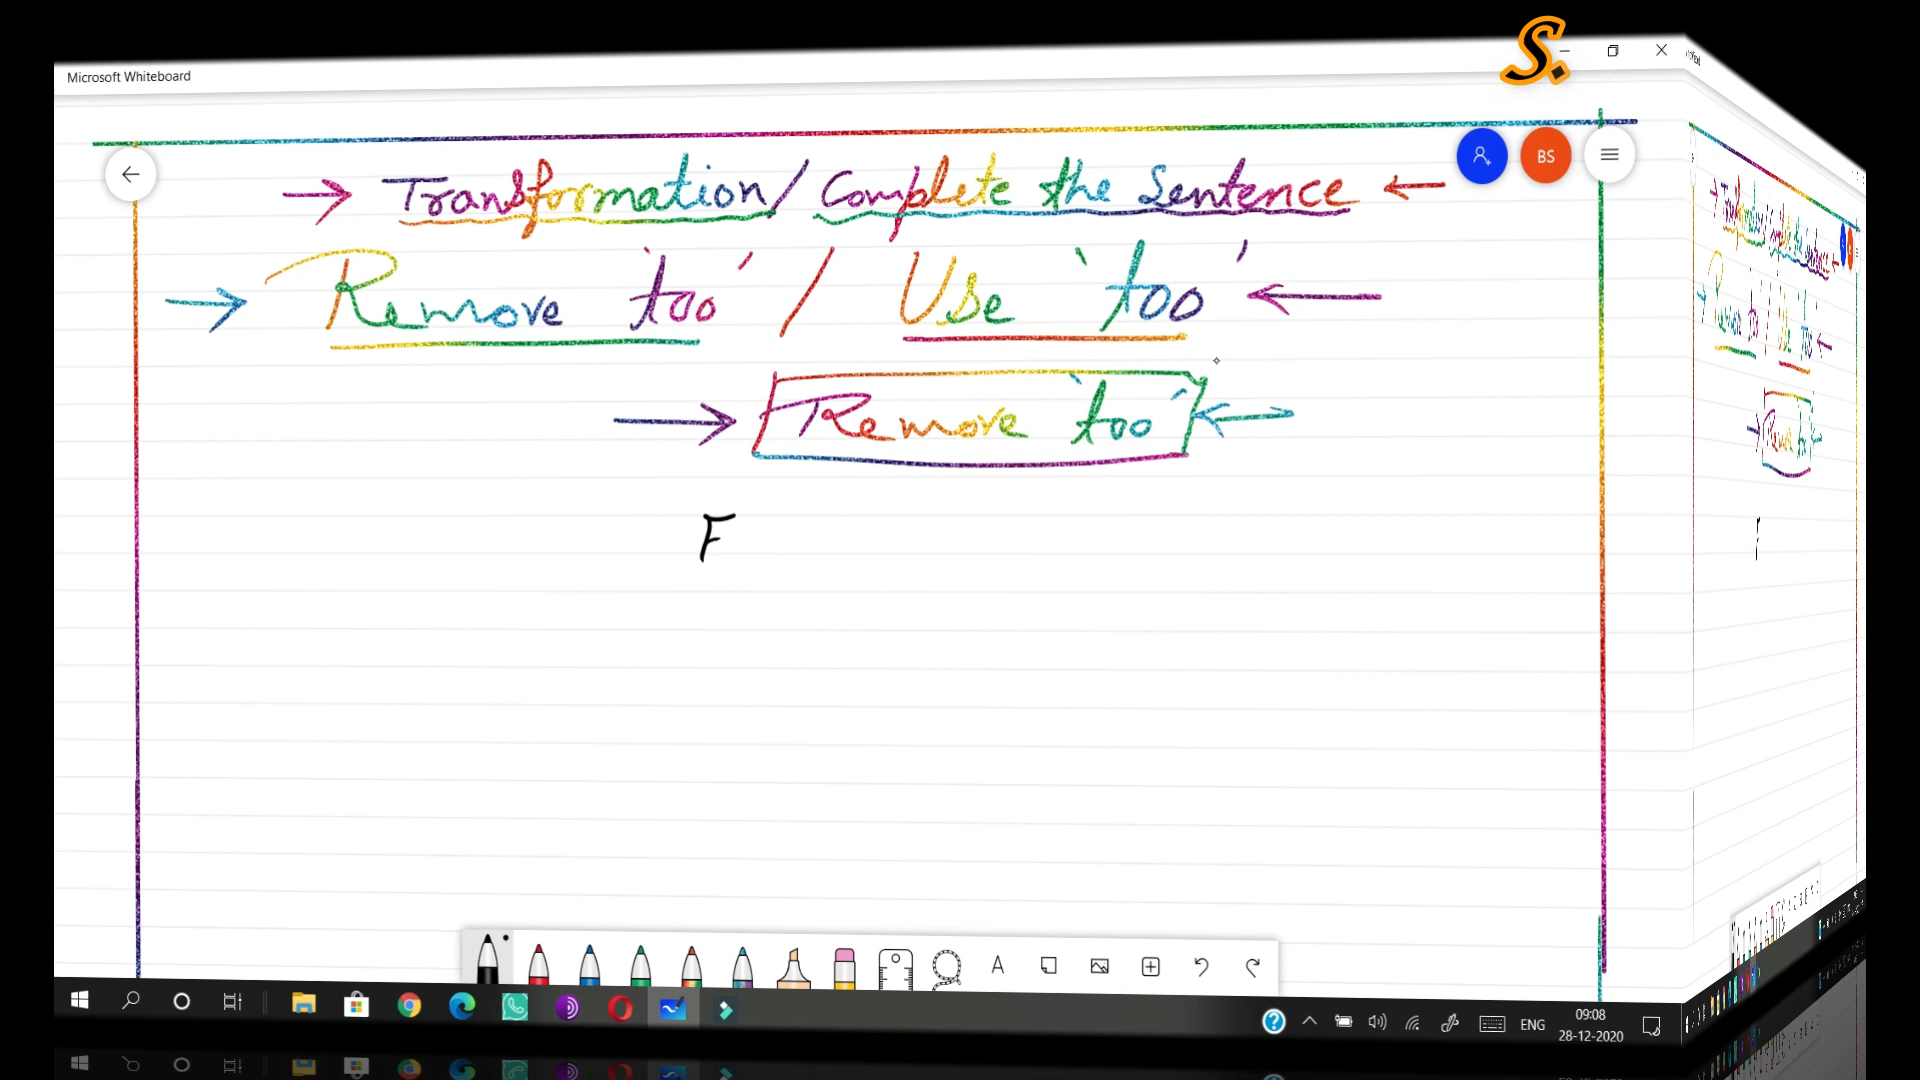 S.
Microsoft Whiteboard
BS
→ Transformation/Complete the Sentence ←
→ Remove 'too' / Use 'too' ←
→ Remove 'too' ←
F
A
ENG
09:08
28-12-2020